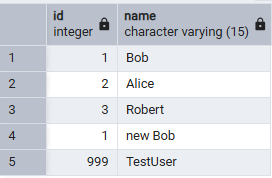 id name
integer character varying (15)
1 1 Bob
2 2 Alice
3 3 Robert
4 1 new Bob
5 999 TestUser